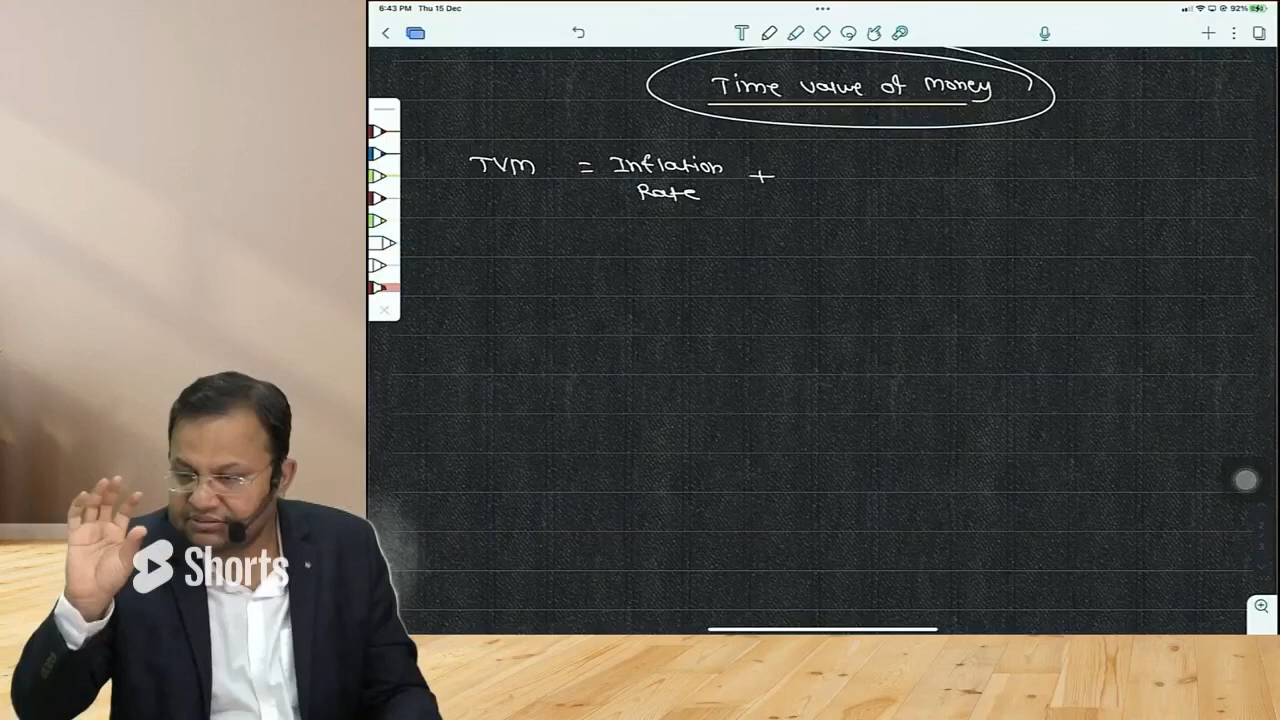 6:43 PM Thu 15 Dec
92%
T
Time value of money
TVM = Inflation +
Rate
Shorts